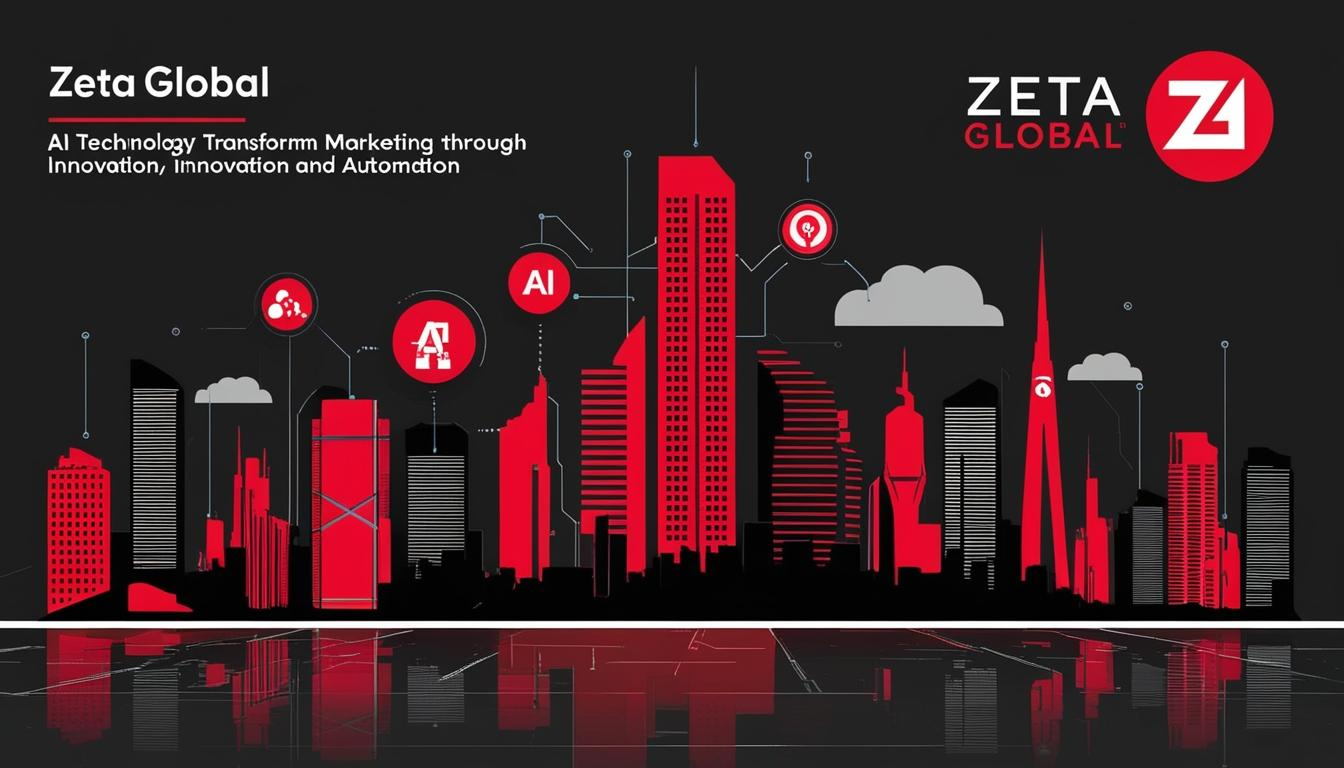 Zeta Global
AI Technology Transform Marketing through
Innovation, Innovation and Automation
ZETA
GLOBAL
AI